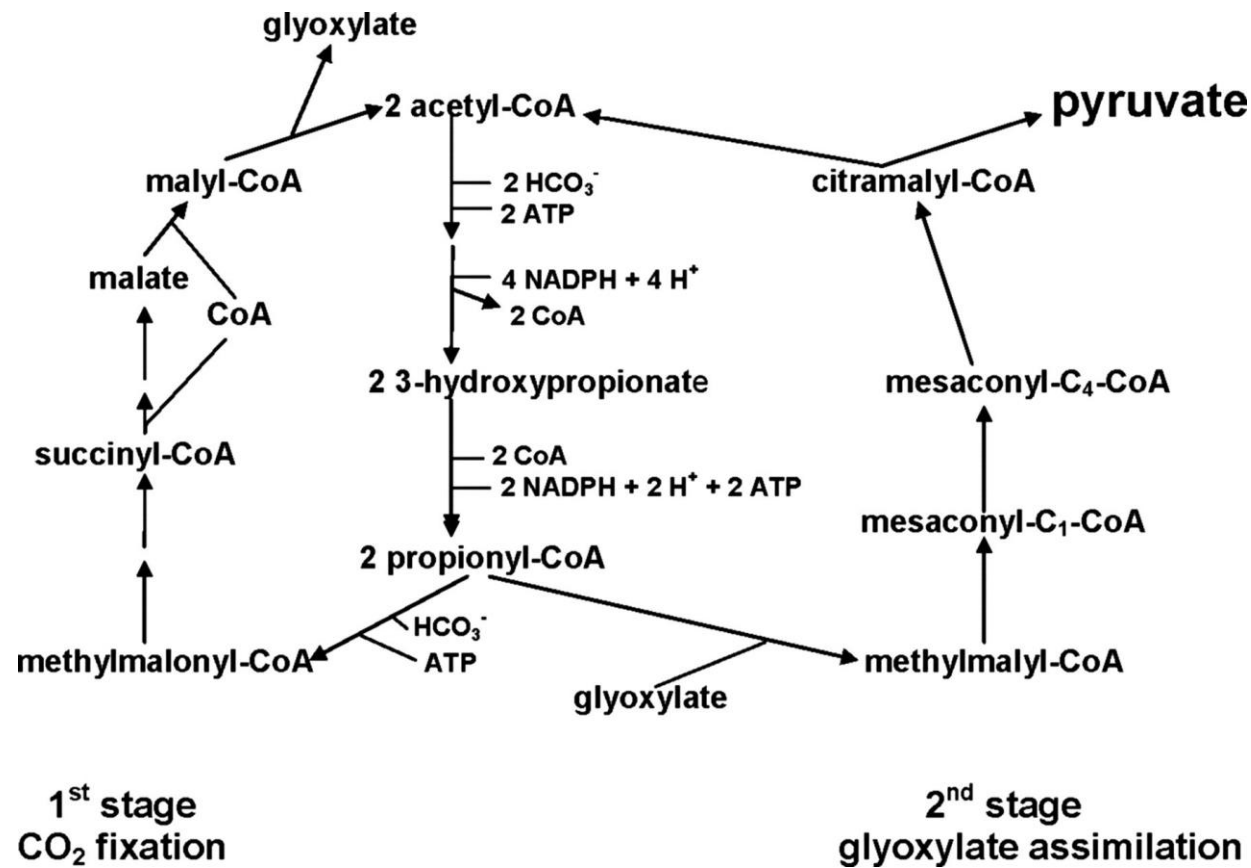 glyoxylate
2 acetyl-CoA
pyruvate
malyl-CoA
2 HCO₃⁻
citramalyl-CoA
2 ATP
malate
4 NADPH + 4 H⁺
CoA
2 CoA
2 3-hydroxypropionate
mesaconyl-C₄-CoA
succinyl-CoA
2 CoA
2 NADPH + 2 H⁺ + 2 ATP
mesaconyl-C₁-CoA
2 propionyl-CoA
HCO₃⁻
methylmalonyl-CoA
ATP
methylmalyl-CoA
glyoxylate
1st stage
CO₂ fixation
2nd stage
glyoxylate assimilation